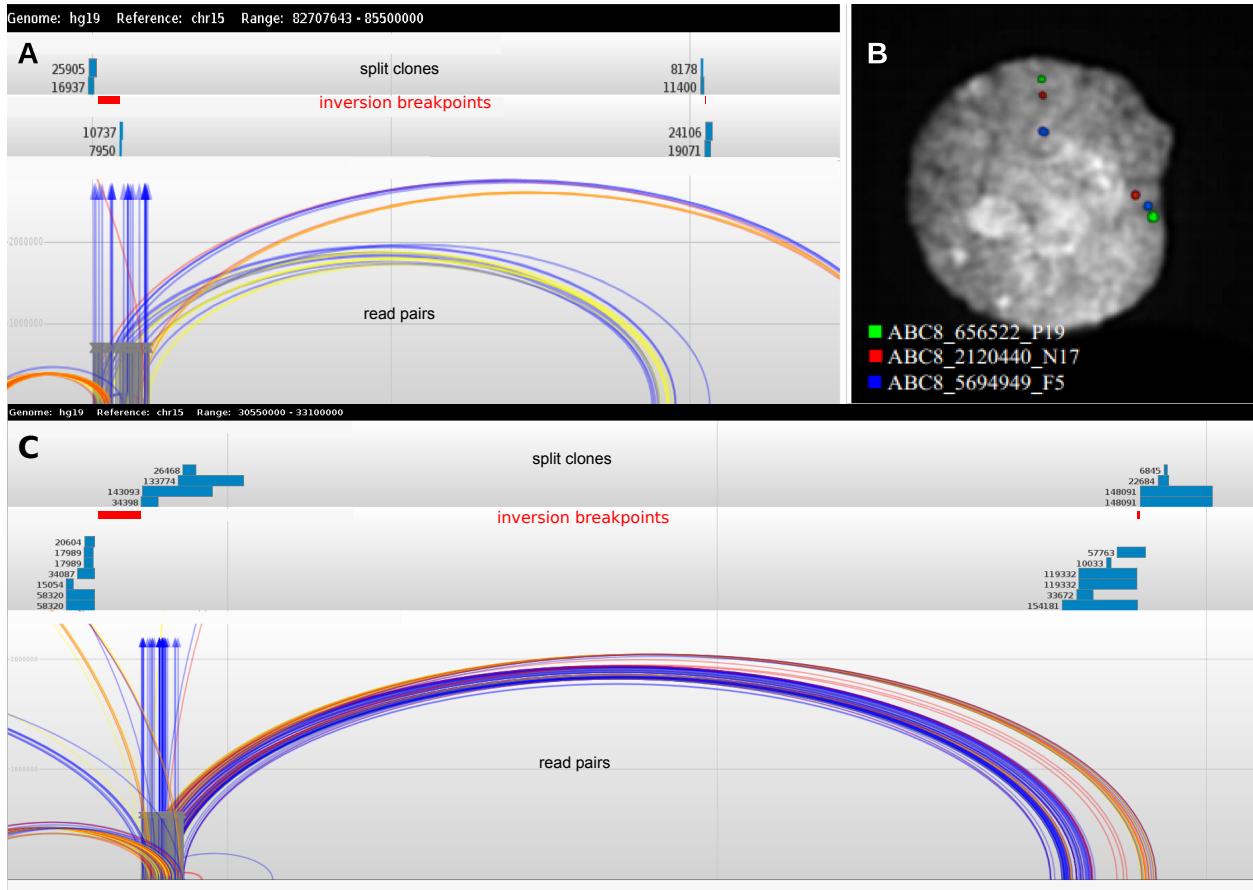 Genome: hg19 Reference: chr15 Range: 82707643 - 85500000
A
25905
split clones
8178
16937
11400
inversion breakpoints
10737
24106
7950
19071
2000000
1000000
read pairs
B
ABC8_656522_P19
ABC8_2120440_N17
ABC8_5694949_F5
Genome: hg19 Reference: chr15 Range: 30550000 - 33100000
C
split clones
26468
6845
133774
22684
143093
148091
34398
148091
inversion breakpoints
20604
17989
57763
17989
10033
34087
119332
15054
119332
58320
33672
58320
154181
2000000
1000000
read pairs